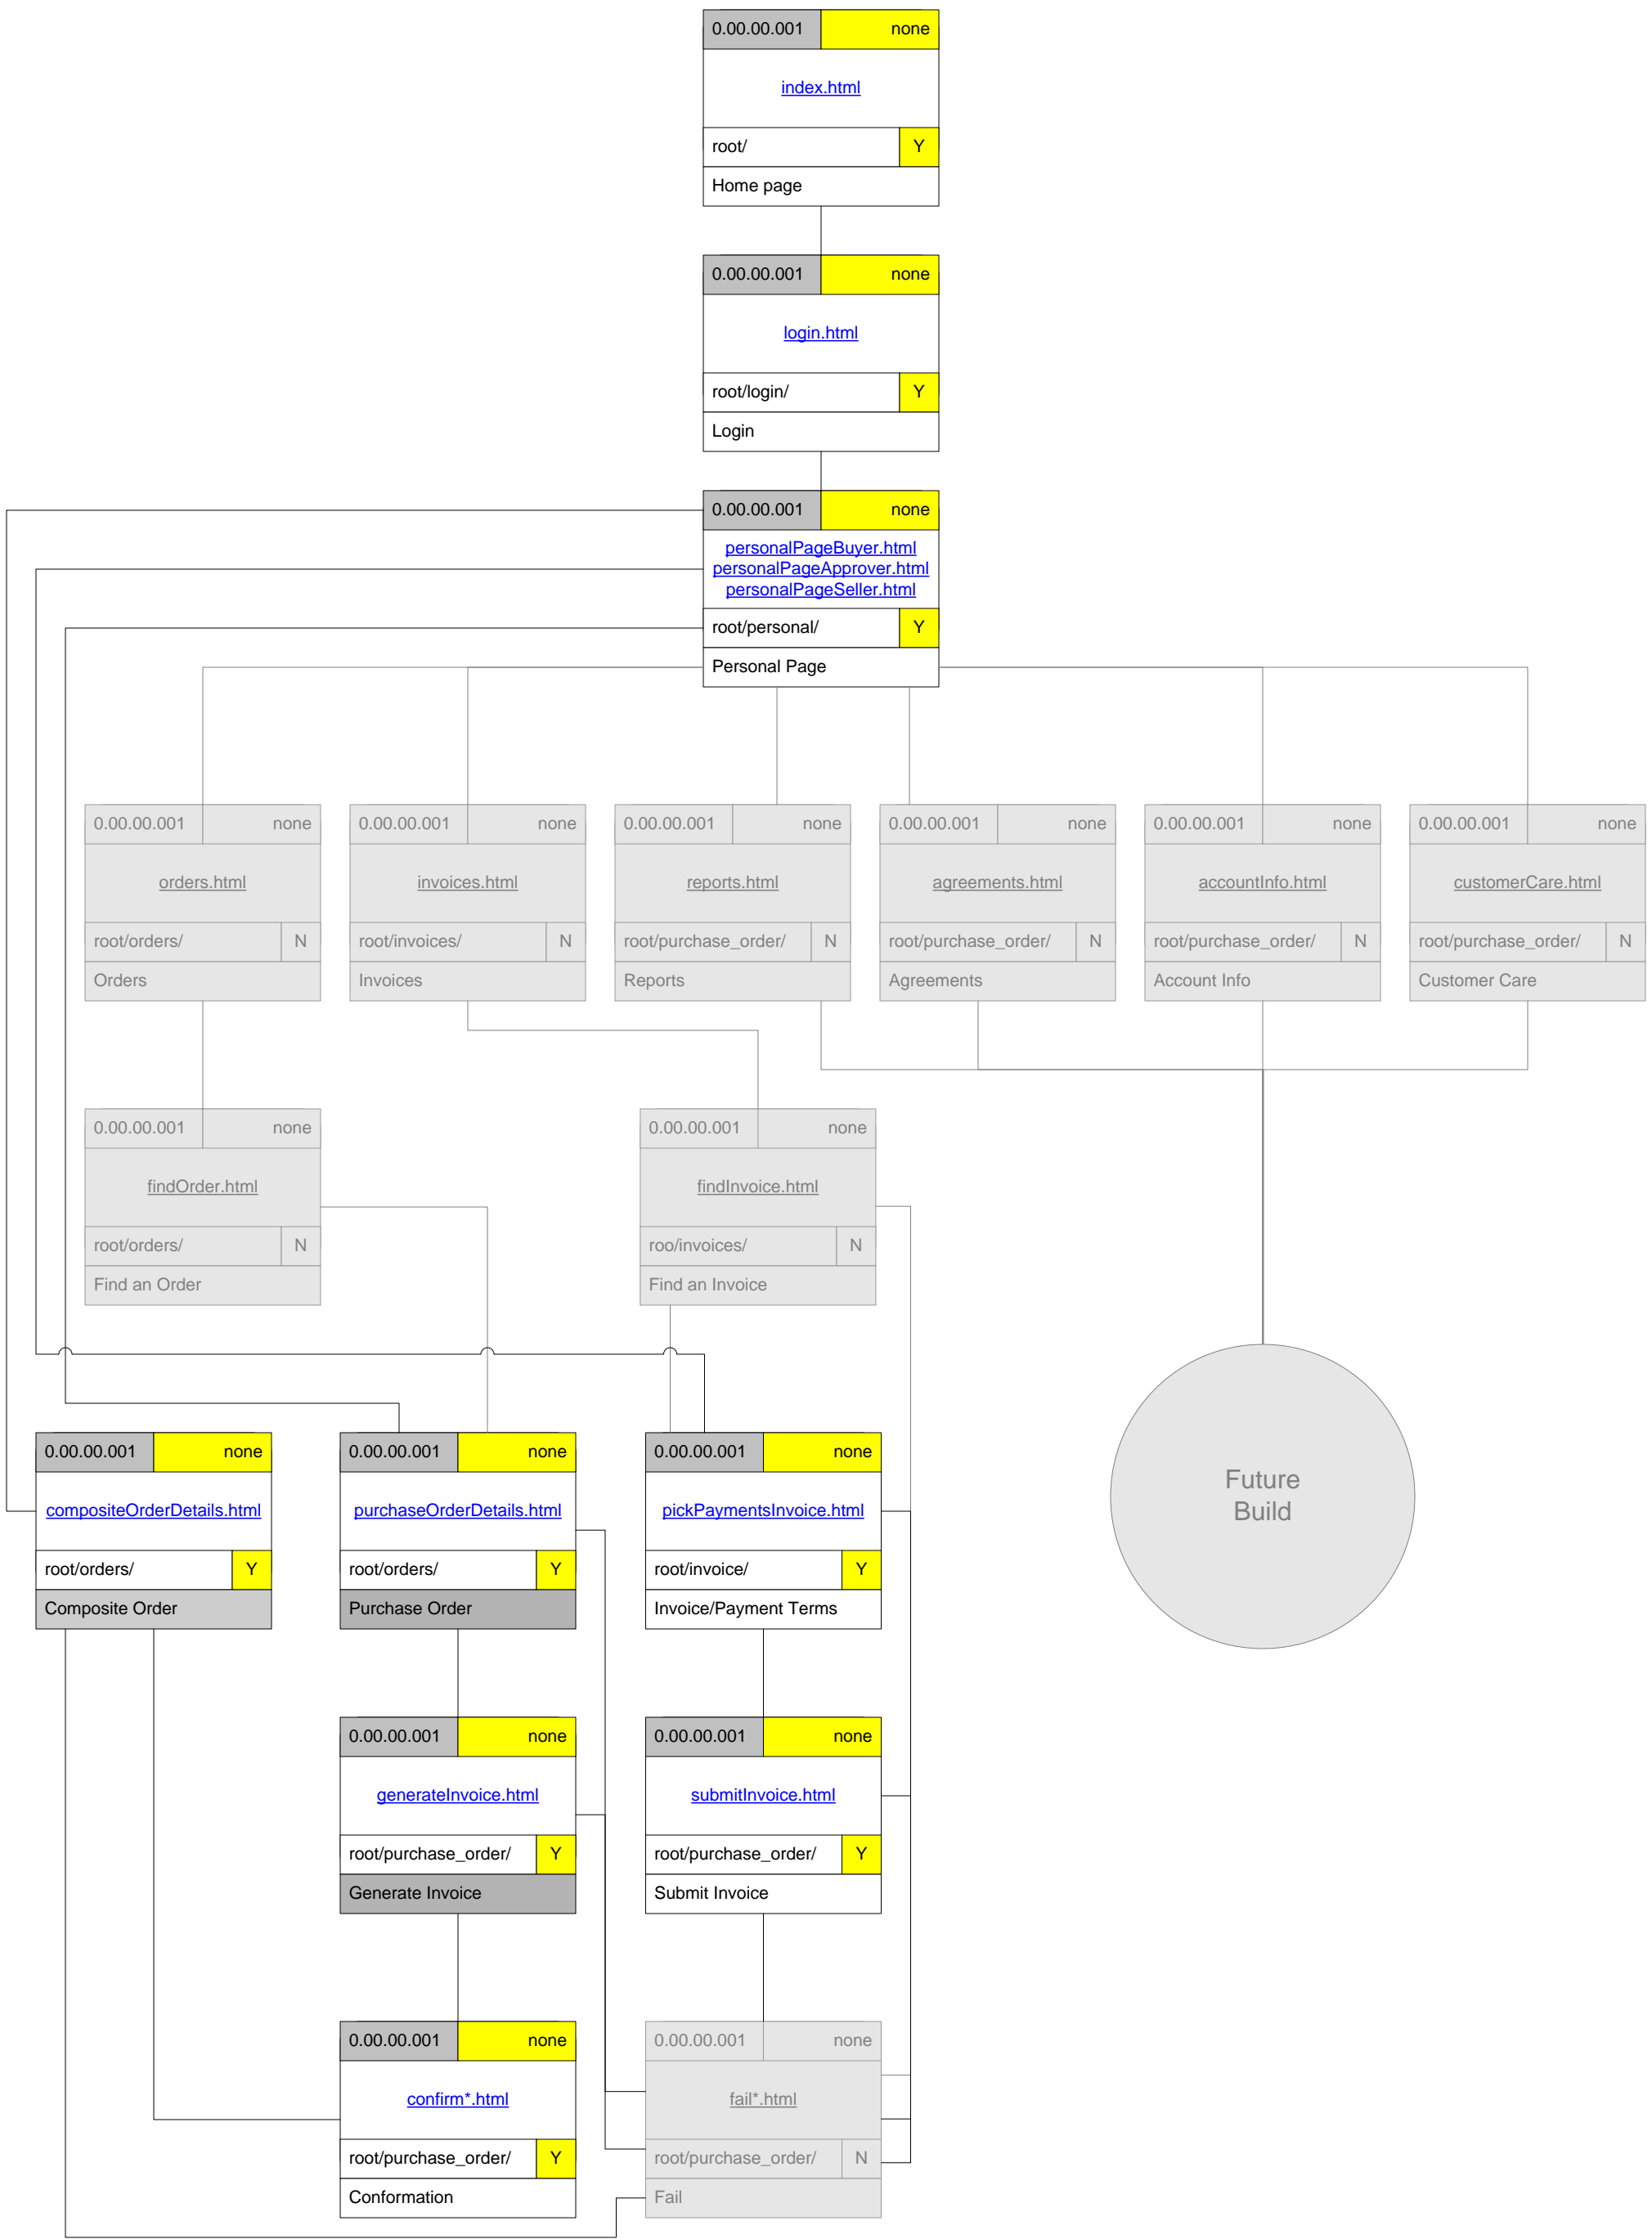 0.00.00.001 none
index.html
root/ Y
Home page
0.00.00.001 none
login.html
root/login/ Y
Login
0.00.00.001 none
personalPageBuyer.html
personalPageApprover.html
personalPageSeller.html
root/personal/ Y
Personal Page
0.00.00.001 none
orders.html
root/orders/ N
Orders
0.00.00.001 none
invoices.html
root/invoices/ N
Invoices
0.00.00.001 none
reports.html
root/purchase_order/ N
Reports
0.00.00.001 none
agreements.html
root/purchase_order/ N
Agreements
0.00.00.001 none
accountInfo.html
root/purchase_order/ N
Account Info
0.00.00.001 none
customerCare.html
root/purchase_order/ N
Customer Care
0.00.00.001 none
findOrder.html
root/orders/ N
Find an Order
0.00.00.001 none
findInvoice.html
roo/invoices/ N
Find an Invoice
0.00.00.001 none
compositeOrderDetails.html
root/orders/ Y
Composite Order
0.00.00.001 none
purchaseOrderDetails.html
root/orders/ Y
Purchase Order
0.00.00.001 none
pickPaymentsInvoice.html
root/invoice/ Y
Invoice/Payment Terms
Future
Build
0.00.00.001 none
generateInvoice.html
root/purchase_order/ Y
Generate Invoice
0.00.00.001 none
submitInvoice.html
root/purchase_order/ Y
Submit Invoice
0.00.00.001 none
confirm*.html
root/purchase_order/ Y
Conformation
0.00.00.001 none
fail*.html
root/purchase_order/ N
Fail